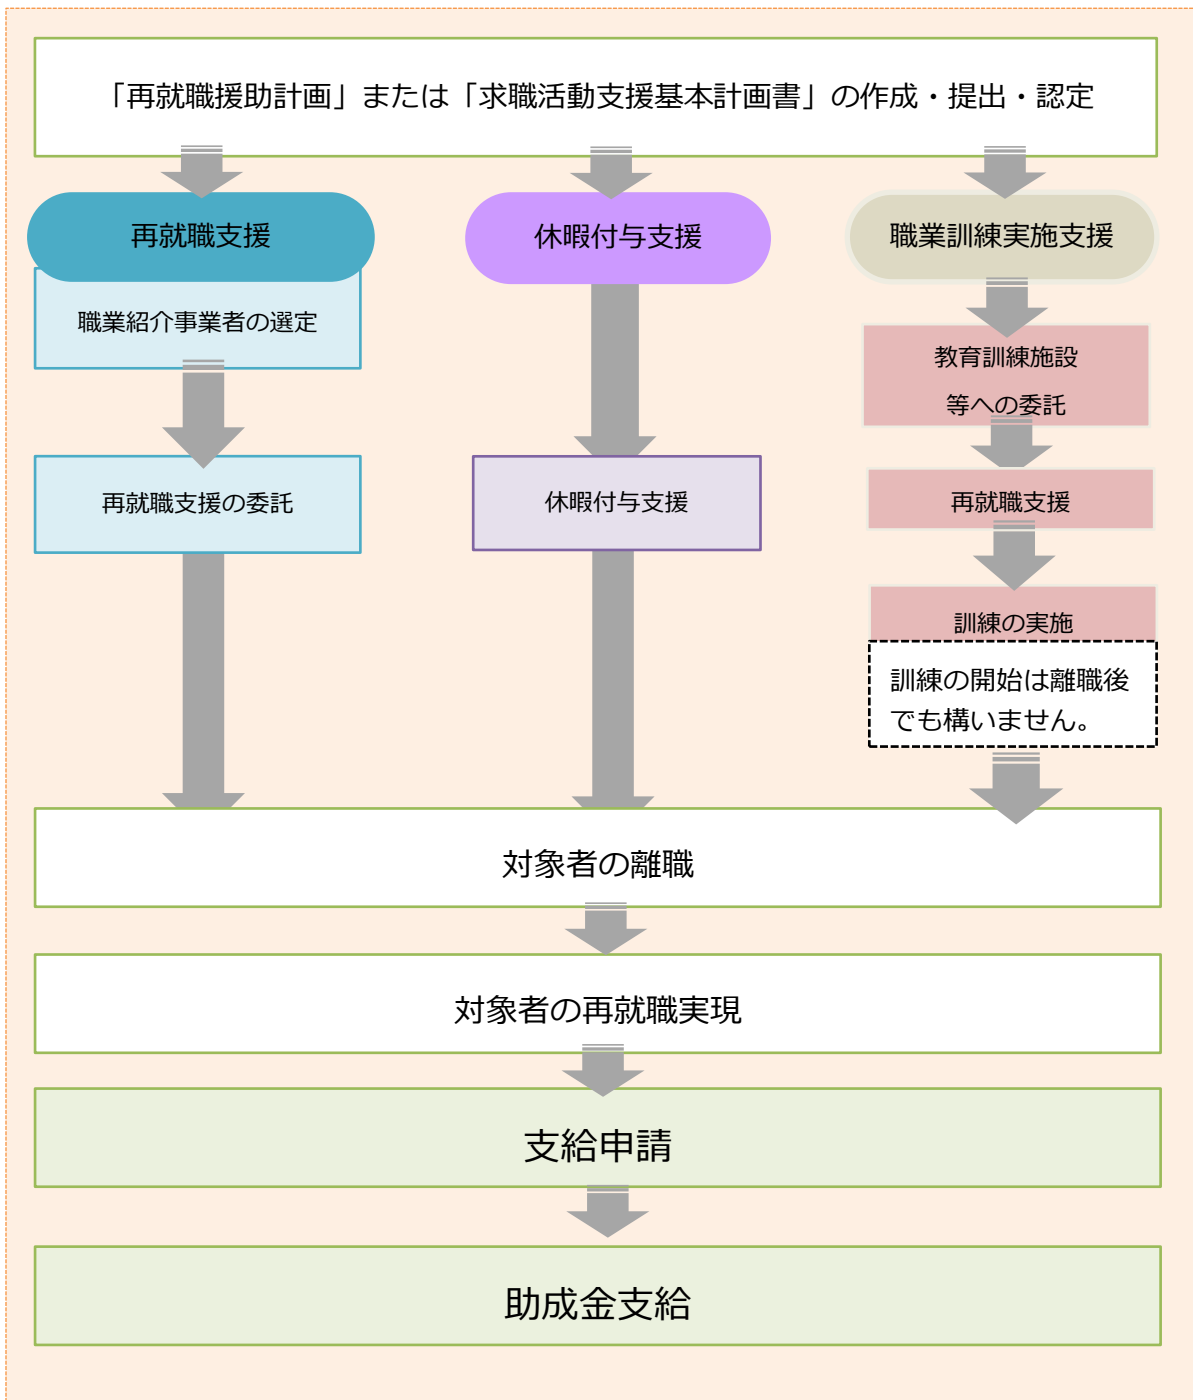 「再就職援助計画」または「求職活動支援基本計画書」の作成・提出・認定
再就職支援
休暇付与支援
職業訓練実施支援
職業紹介事業者の選定
教育訓練施設
等への委託
再就職支援の委託
休暇付与支援
再就職支援
訓練の実施
訓練の開始は離職後
でも構いません。
対象者の離職
対象者の再就職実現
支給申請
助成金支給